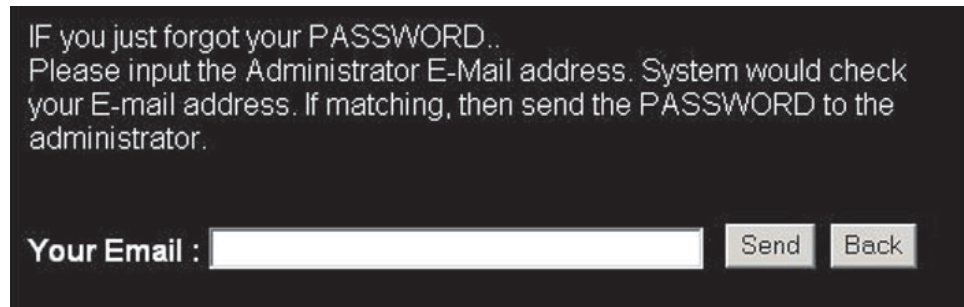 IF you just forgot your PASSWORD..
Please input the Administrator E-Mail address. System would check
your E-mail address. If matching, then send the PASSWORD to the
administrator.
Your Email : Send Back